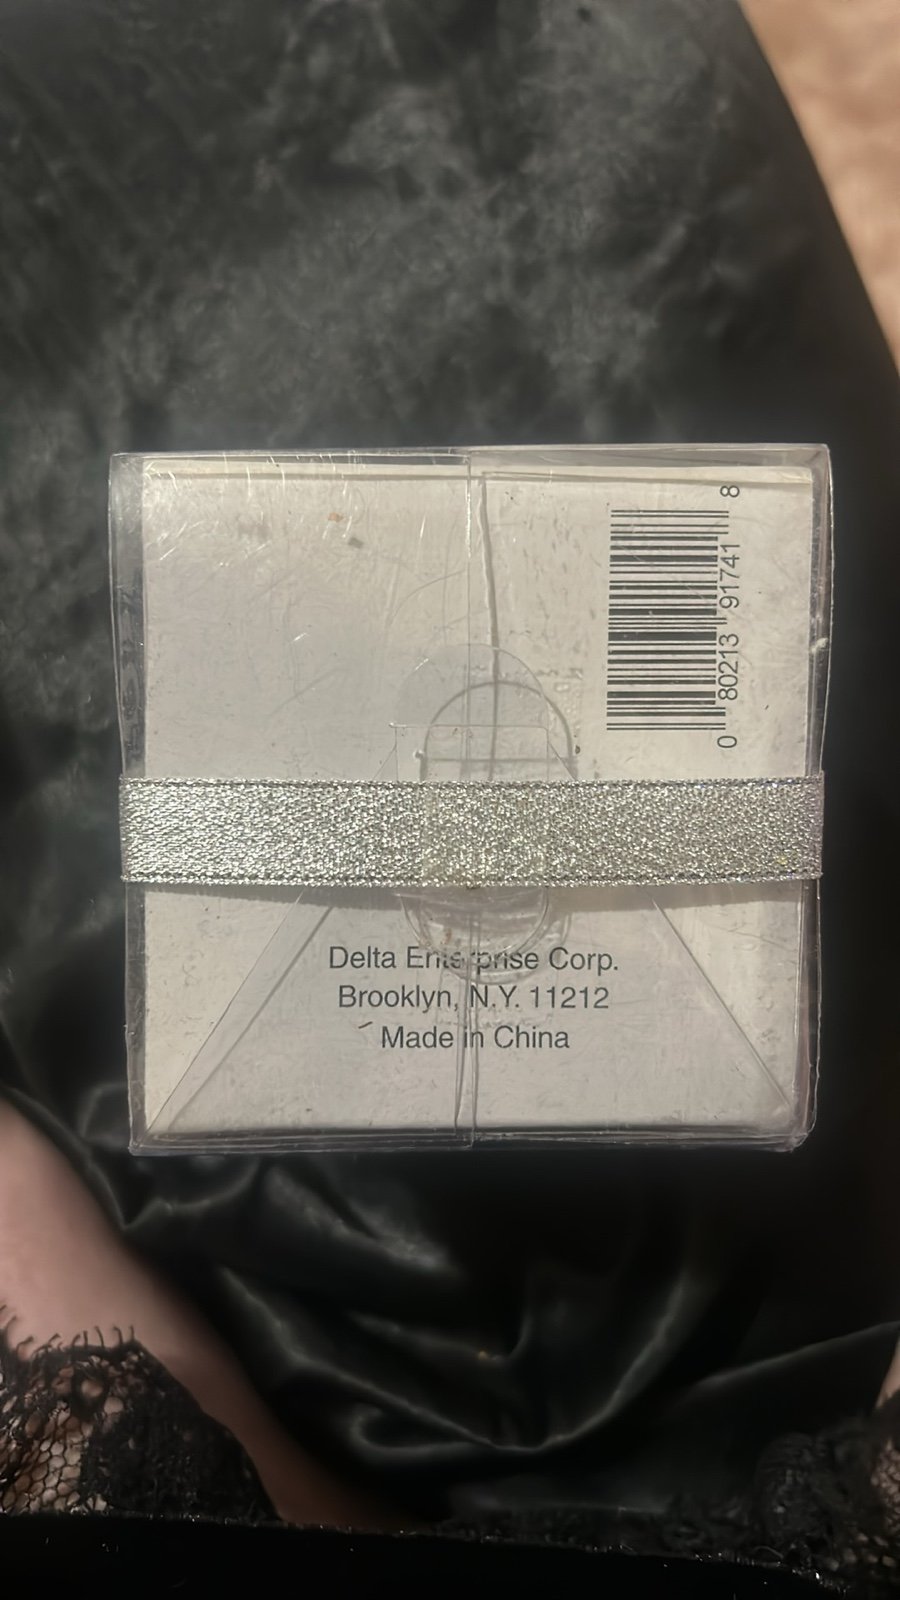 0 80213 91741 8
Delta Enterprise Corp.
Brooklyn, N.Y. 11212
Made in China